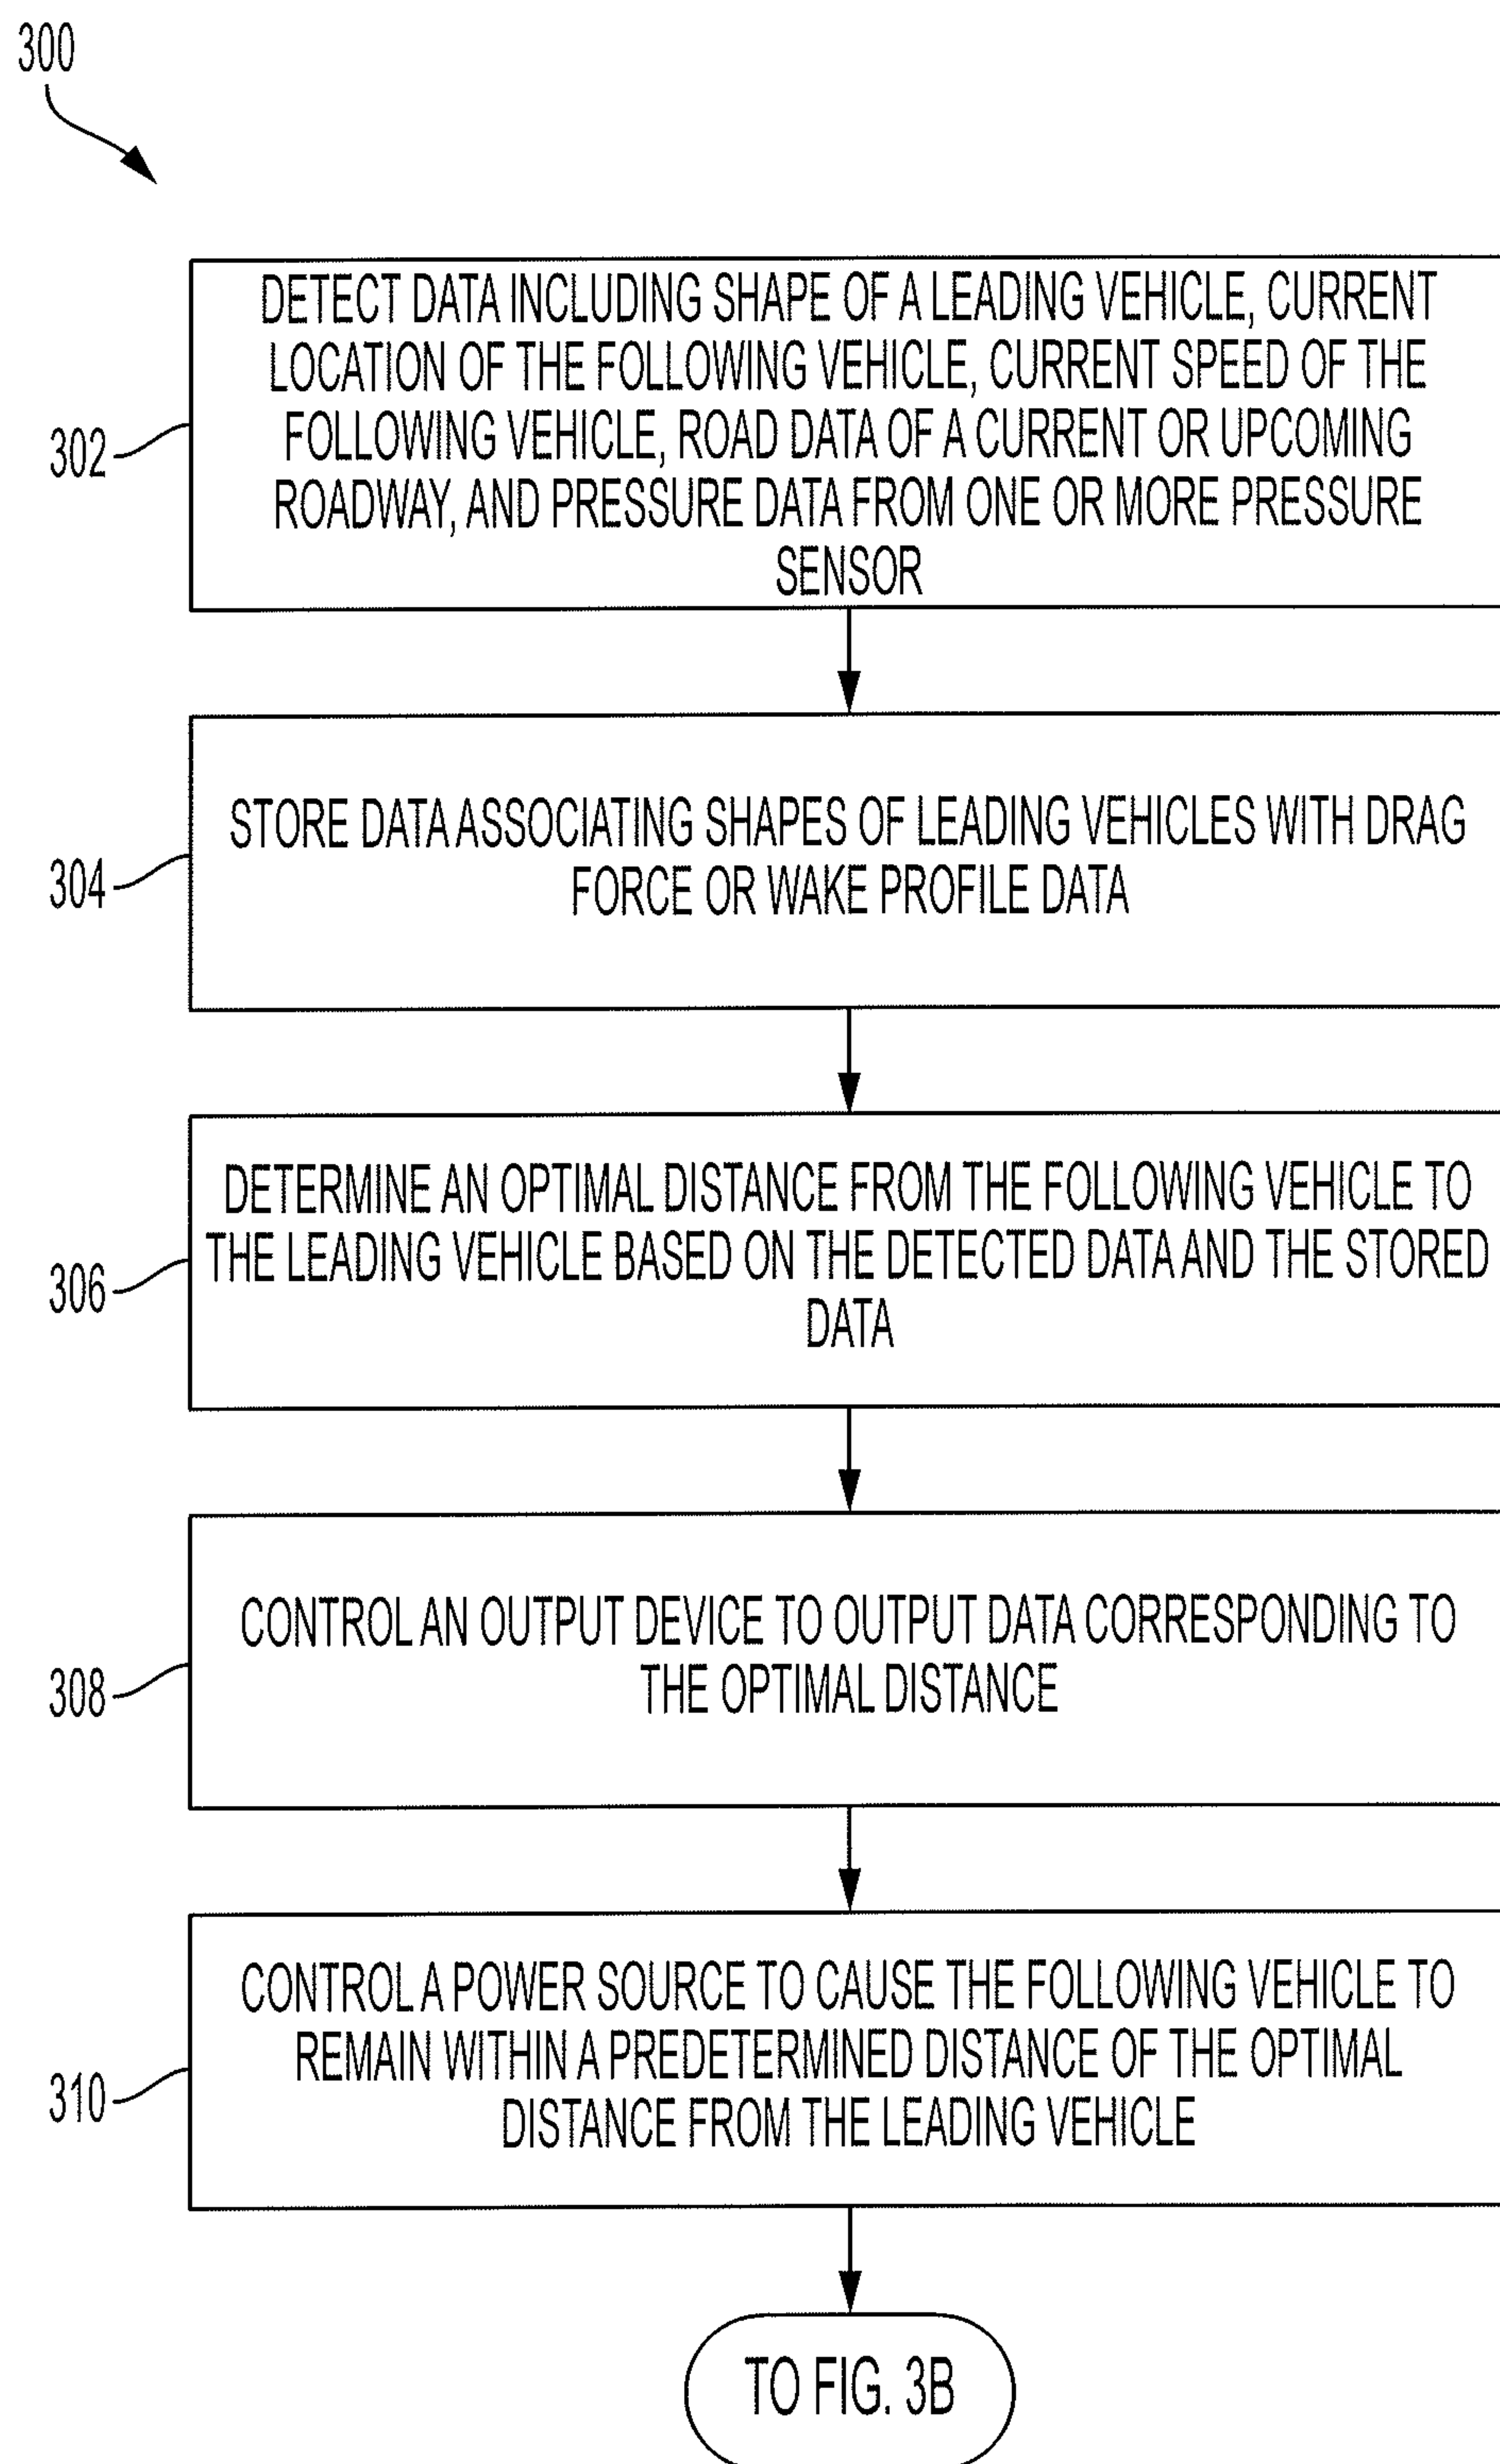 300
302
DETECT DATA INCLUDING SHAPE OF A LEADING VEHICLE, CURRENT
LOCATION OF THE FOLLOWING VEHICLE, CURRENT SPEED OF THE
FOLLOWING VEHICLE, ROAD DATA OF A CURRENT OR UPCOMING
ROADWAY, AND PRESSURE DATA FROM ONE OR MORE PRESSURE
SENSOR
304
STORE DATA ASSOCIATING SHAPES OF LEADING VEHICLES WITH DRAG
FORCE OR WAKE PROFILE DATA
306
DETERMINE AN OPTIMAL DISTANCE FROM THE FOLLOWING VEHICLE TO
THE LEADING VEHICLE BASED ON THE DETECTED DATA AND THE STORED
DATA
308
CONTROL AN OUTPUT DEVICE TO OUTPUT DATA CORRESPONDING TO
THE OPTIMAL DISTANCE
310
CONTROL A POWER SOURCE TO CAUSE THE FOLLOWING VEHICLE TO
REMAIN WITHIN A PREDETERMINED DISTANCE OF THE OPTIMAL
DISTANCE FROM THE LEADING VEHICLE
TO FIG. 3B